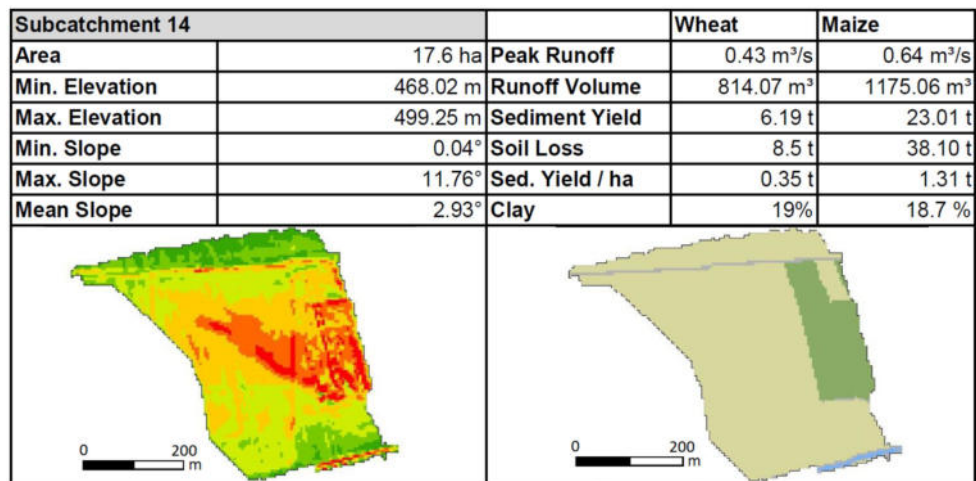 Subcatchment 14 Wheat Maize
Area 17.6 ha Peak Runoff 0.43 m³/s 0.64 m³/s
Min. Elevation 468.02 m Runoff Volume 814.07 m³ 1175.06 m³
Max. Elevation 499.25 m Sediment Yield 6.19 t 23.01 t
Min. Slope 0.04° Soil Loss 8.5 t 38.10 t
Max. Slope 11.76° Sed. Yield / ha 0.35 t 1.31 t
Mean Slope 2.93° Clay 19% 18.7 %
0 200
m
0 200
m